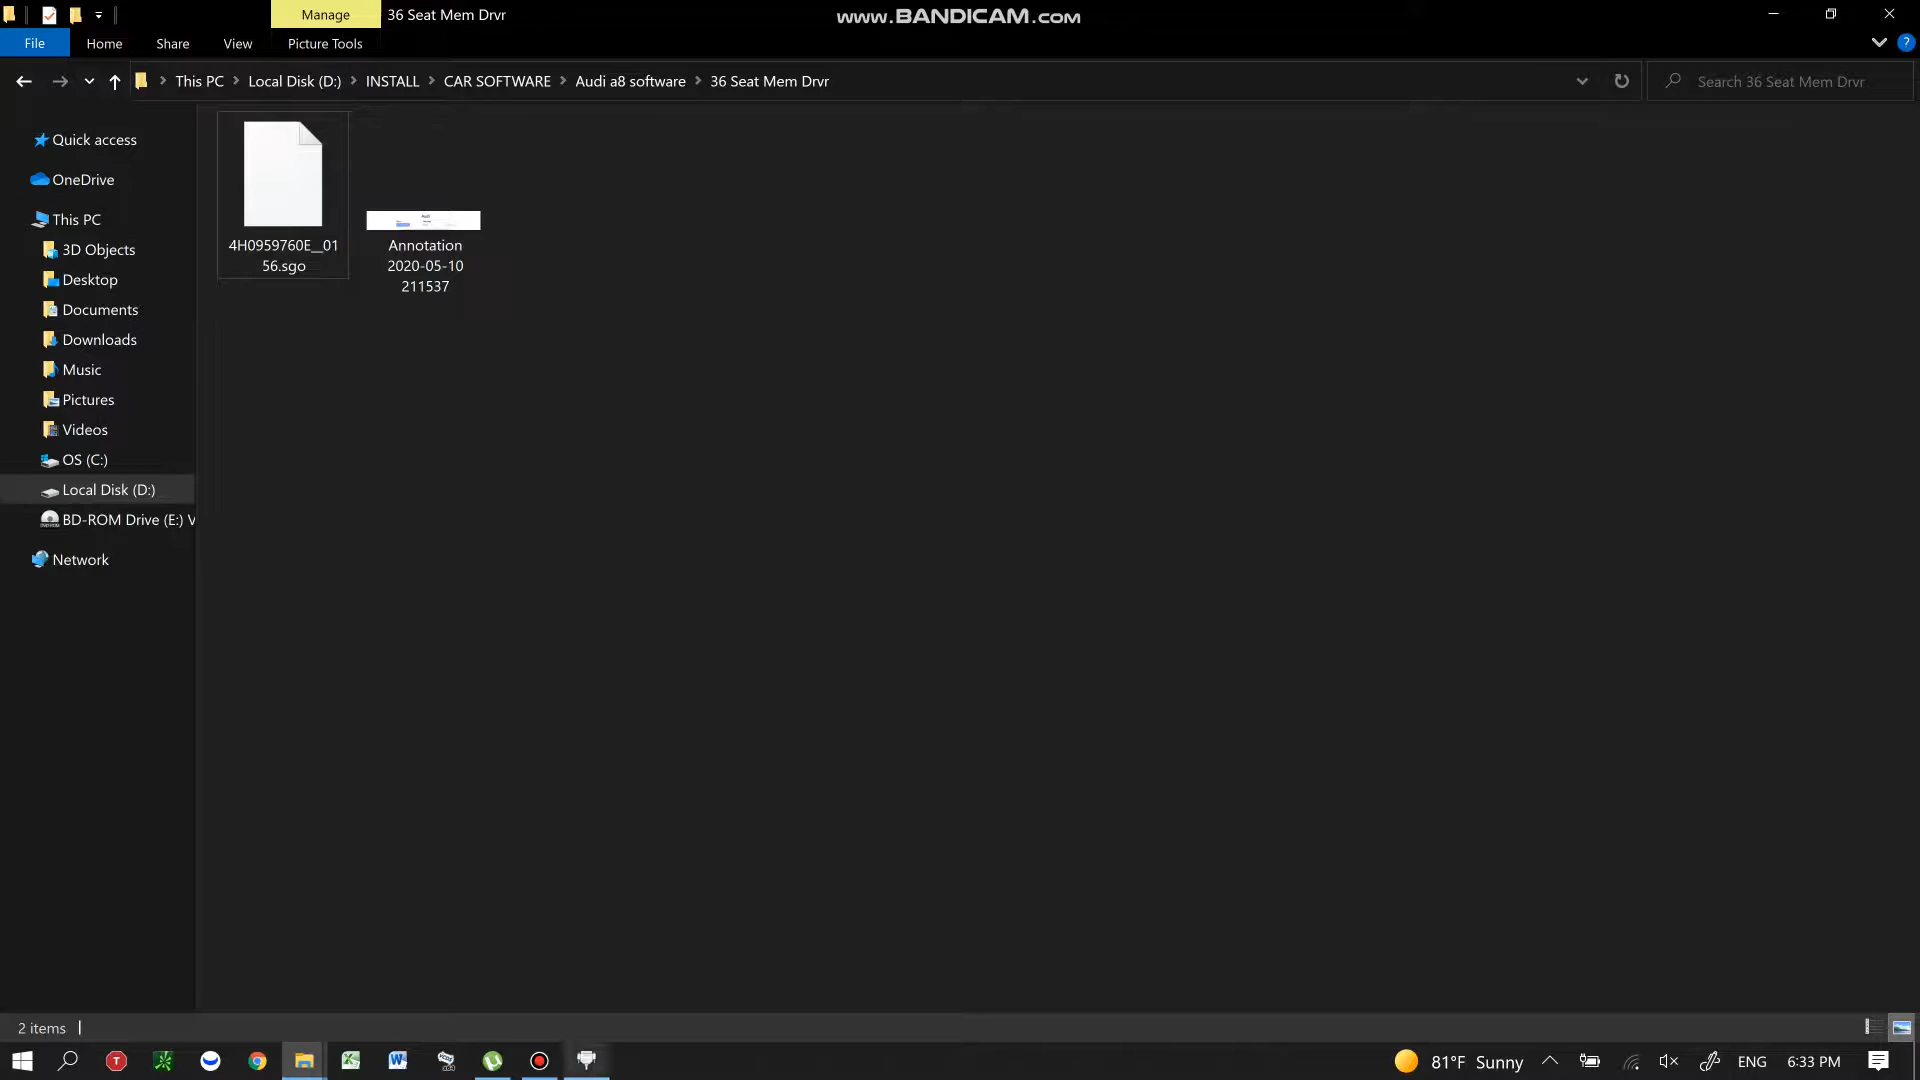 Manage
36 Seat Mem Drvr
www.BANDICAM.com
File
Home
Share
View
Picture Tools
This PC
Local Disk (D:)
INSTALL
CAR SOFTWARE
Audi a8 software
36 Seat Mem Drvr
Search 36 Seat Mem Drvr
Quick access
OneDrive
This PC
3D Objects
Desktop
Documents
Downloads
Music
Pictures
Videos
OS (C:)
Local Disk (D:)
BD-ROM Drive (E:) V
Network
4H0959760E__01
56.sgo
Annotation
2020-05-10
211537
2 items
81°F Sunny
ENG
6:33 PM